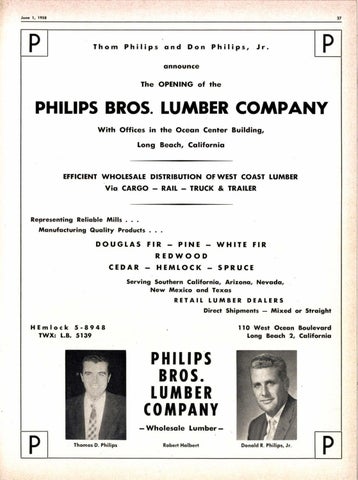 June 1, 1958
37
P
P
Thom Philips and Don Philips, Jr.
announce
The OPENING of the
PHILIPS BROS. LUMBER COMPANY
With Offices in the Ocean Center Building,
Long Beach, California
EFFICIENT WHOLESALE DISTRIBUTION OF WEST COAST LUMBER
Via CARGO — RAIL — TRUCK & TRAILER
Representing Reliable Mills . . .
Manufacturing Quality Products . . .
DOUGLAS FIR — PINE — WHITE FIR
REDWOOD
CEDAR — HEMLOCK — SPRUCE
Serving Southern California, Arizona, Nevada,
New Mexico and Texas
RETAIL LUMBER DEALERS
Direct Shipments — Mixed or Straight
HEmlock 5-8948
TWX: L.B. 5139
110 West Ocean Boulevard
Long Beach 2, California
PHILIPS
BROS.
LUMBER
COMPANY
— Wholesale Lumber —
Thomas D. Philips
Robert Halbert
Donald R. Philips, Jr.
P
P